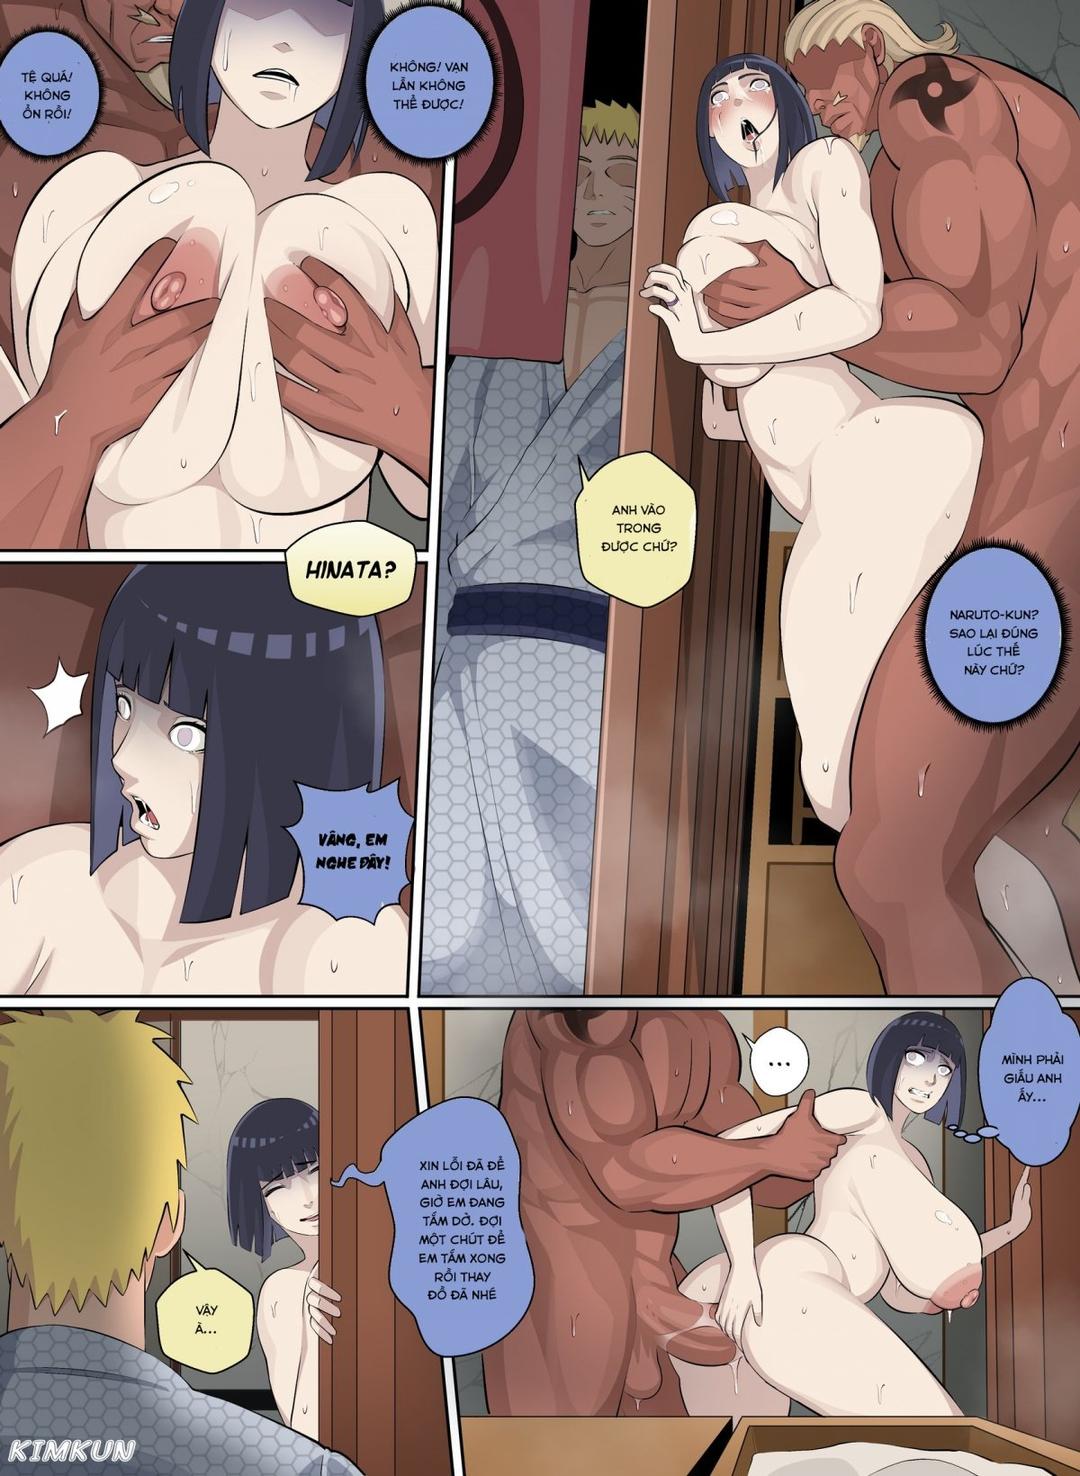 TỆ QUÁ!
KHÔNG
ỔN RỒI!
KHÔNG! VẠN
LẦN KHÔNG
THỂ ĐƯỢC!
ANH VÀO
TRONG
ĐƯỢC CHỨ?
NARUTO-KUN?
SAO LẠI ĐÚNG
LÚC THẾ
NÀY CHỨ?
HINATA?
VÂNG, EM
NGHE ĐÂY!
VẬY
À...
XIN LỖI ĐÃ ĐỂ
ANH ĐỢI LÂU,
GIỜ EM ĐANG
TẮM DỞ. ĐỢI
MỘT CHÚT ĐỂ
EM TẮM XONG
RỒI THAY
ĐỒ ĐÃ NHÉ
...
MÌNH PHẢI
GIẤU ANH
ẤY...
KIMKUN